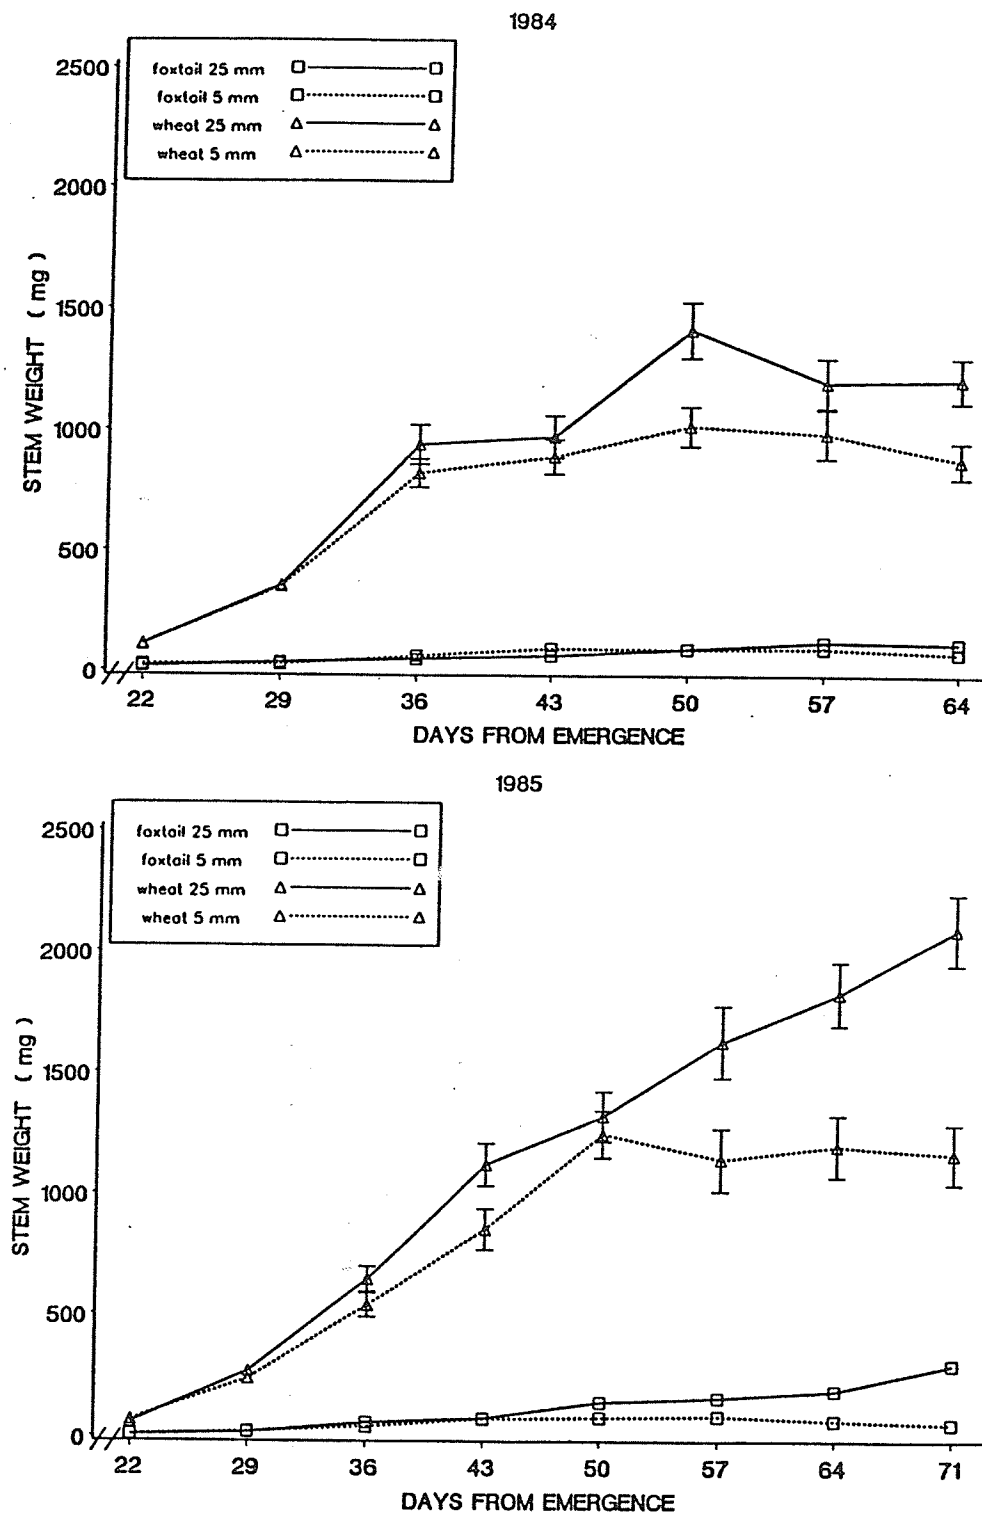 1984
foxtail 25 mm
foxtail 5 mm
wheat 25 mm
wheat 5 mm
2500
2000
1500
1000
500
0
STEM WEIGHT (mg)
22 29 36 43 50 57 64
DAYS FROM EMERGENCE
1985
foxtail 25 mm
foxtail 5 mm
wheat 25 mm
wheat 5 mm
2500
2000
1500
1000
500
0
STEM WEIGHT (mg)
22 29 36 43 50 57 64 71
DAYS FROM EMERGENCE